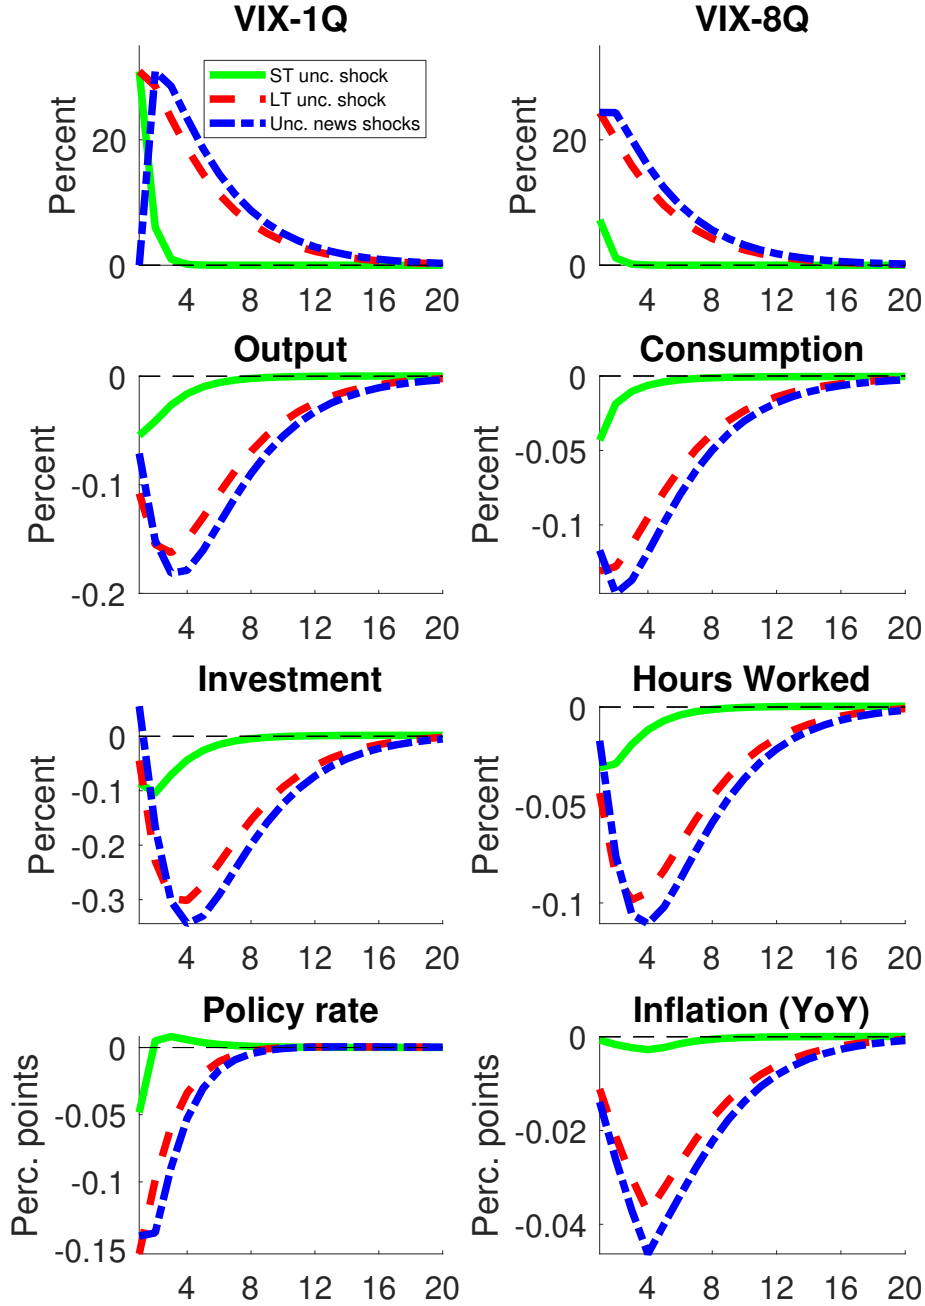 VIX-1Q
Percent
20
0
ST unc. shock
LT unc. shock
Unc. news shocks
4 8 12 16 20
VIX-8Q
Percent
20
0
4 8 12 16 20
Output
Percent
0
-0.1
-0.2
4 8 12 16 20
Consumption
Percent
0
-0.05
-0.1
4 8 12 16 20
Investment
Percent
0
-0.1
-0.2
-0.3
4 8 12 16 20
Hours Worked
Percent
0
-0.05
-0.1
4 8 12 16 20
Policy rate
Perc. points
0
-0.05
-0.1
-0.15
4 8 12 16 20
Inflation (YoY)
Perc. points
0
-0.02
-0.04
4 8 12 16 20